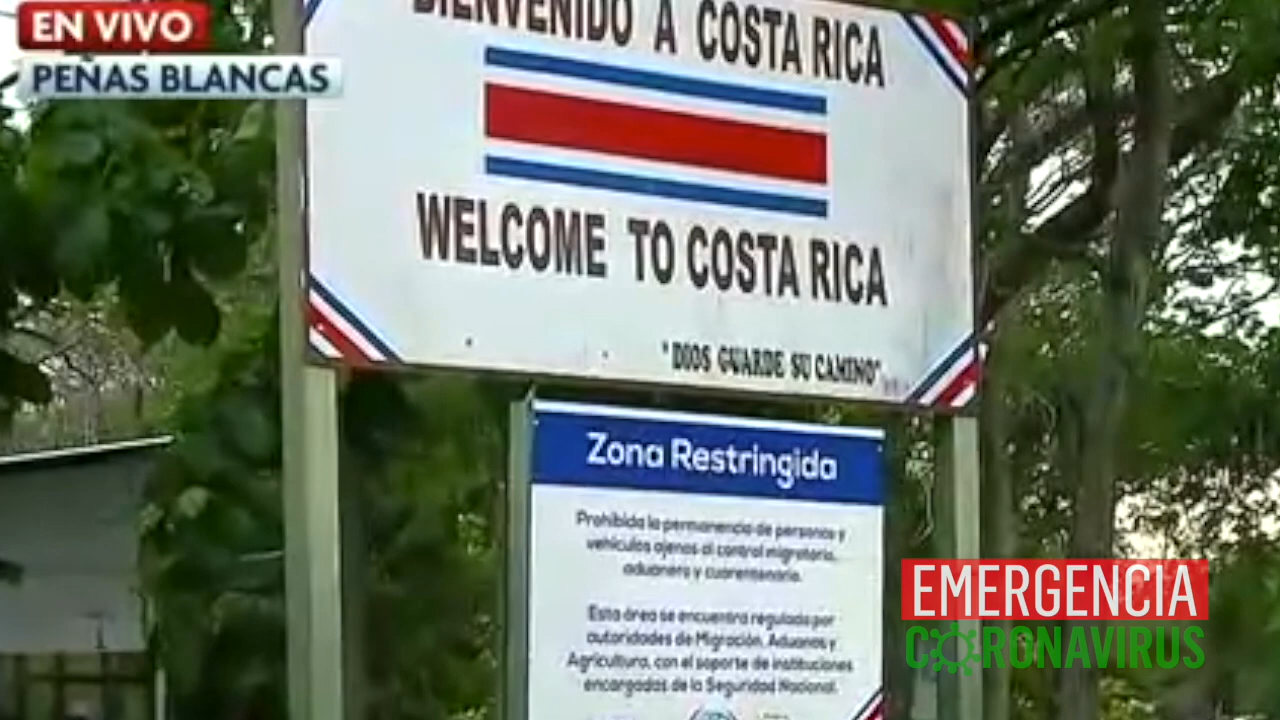 EN VIVO
PEÑAS BLANCAS
BIENVENIDO A COSTA RICA
WELCOME TO COSTA RICA
"DIOS GUARDE SU CAMINO"
Zona Restringida
Prohibida la permanencia de personas y
vehículos ajenos al control migratorio,
aduanero y cuarentenario.
Esta área se encuentra regulada por
autoridades de Migración, Aduanas y
Agricultura, con el soporte de instituciones
encargadas de la Seguridad Nacional.
EMERGENCIA
CORONAVIRUS